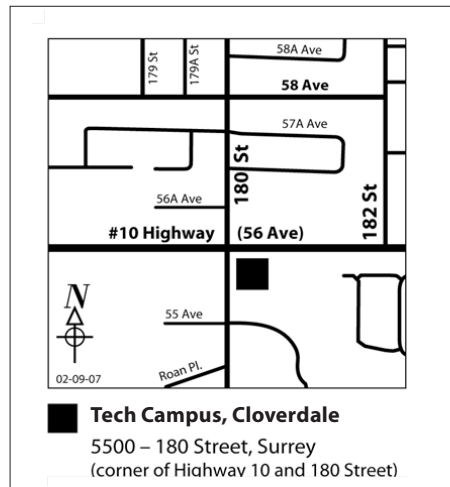 58A Ave
179 St
179A St
58 Ave
57A Ave
180 St
182 St
56A Ave
#10 Highway (56 Ave)
N
55 Ave
Roan Pl.
02-09-07
Tech Campus, Cloverdale
5500 – 180 Street, Surrey
(corner of Highway 10 and 180 Street)